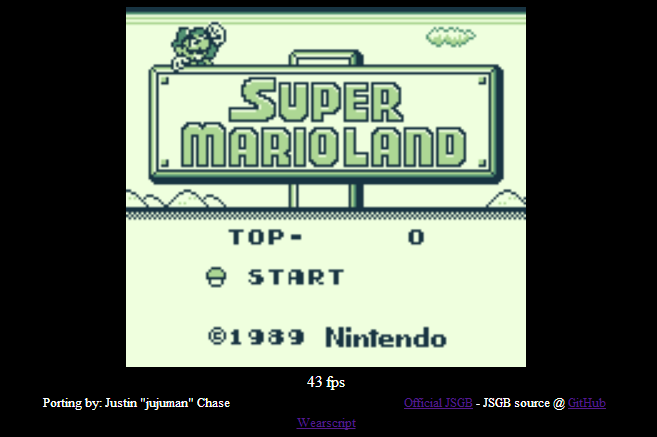 SUPER
MARIOLAND
TOP- 0
START
©1989 Nintendo
43 fps
Porting by: Justin "jujuman" Chase Official JSGB - JSGB source @ GitHub
Wearscript